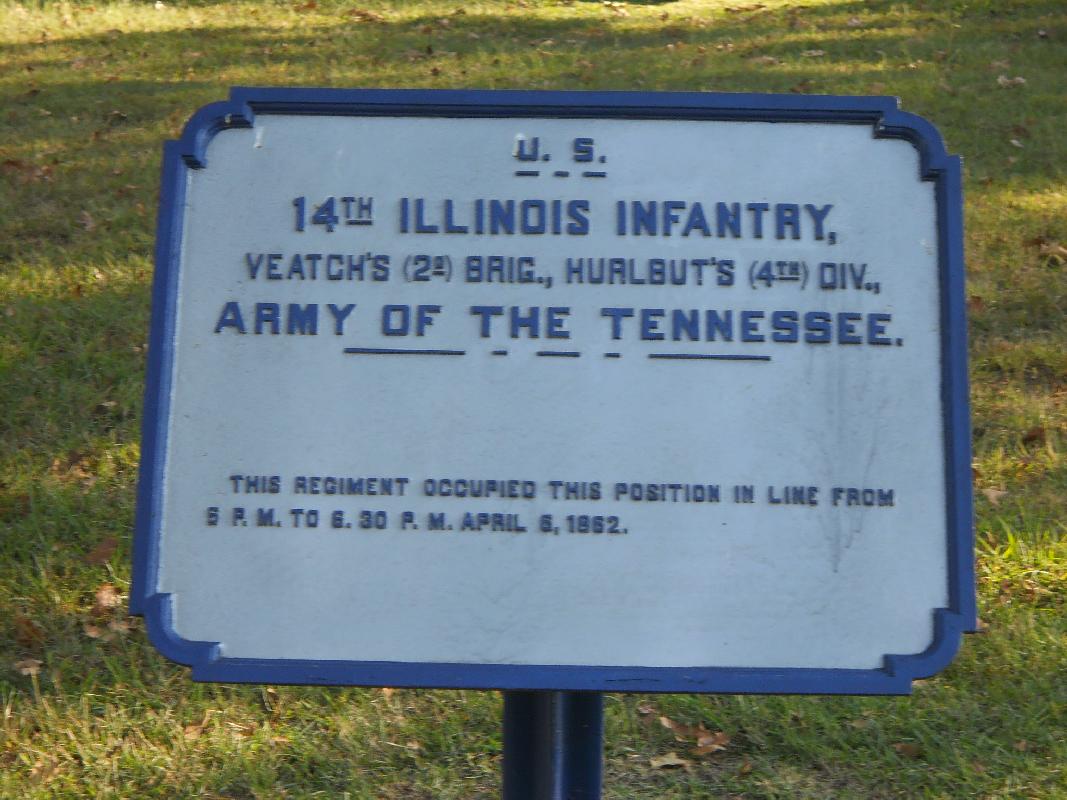 U. S.
14TH ILLINOIS INFANTRY,
VEATCH'S (2D) BRIG., HURLBUT'S (4TH) DIV.,
ARMY OF THE TENNESSEE.
THIS REGIMENT OCCUPIED THIS POSITION IN LINE FROM
5 P. M. TO 6. 30 P. M. APRIL 6, 1862.